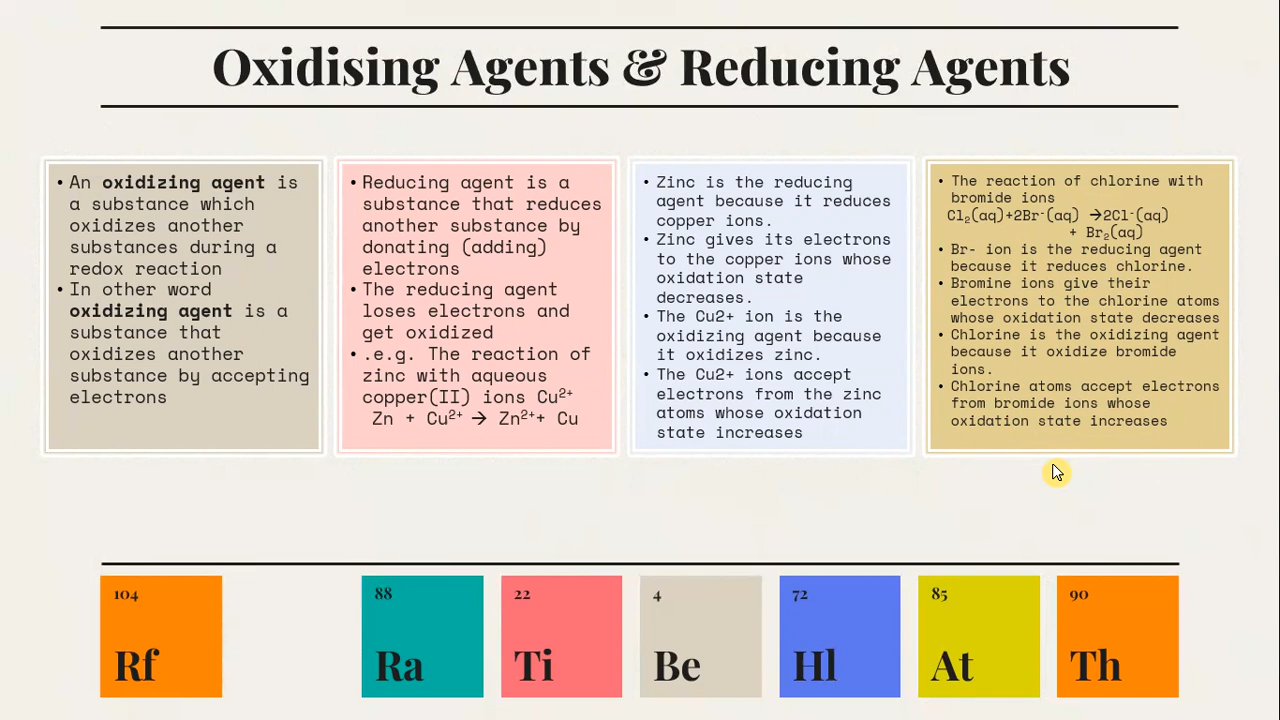 Oxidising Agents & Reducing Agents
• An oxidizing agent is
a substance which
oxidizes another
substances during a
redox reaction
• In other word
oxidizing agent is a
substance that
oxidizes another
substance by accepting
electrons
• Reducing agent is a
substance that reduces
another substance by
donating (adding)
electrons
• The reducing agent
loses electrons and
get oxidized
• .e.g. The reaction of
zinc with aqueous
copper(II) ions Cu²⁺
Zn + Cu²⁺ → Zn²⁺+ Cu
• Zinc is the reducing
agent because it reduces
copper ions.
• Zinc gives its electrons
to the copper ions whose
oxidation state
decreases.
• The Cu2+ ion is the
oxidizing agent because
it oxidizes zinc.
• The Cu2+ ions accept
electrons from the zinc
atoms whose oxidation
state increases
• The reaction of chlorine with
bromide ions
Cl₂(aq)+2Br⁻(aq) →2Cl⁻(aq)
+ Br₂(aq)
• Br- ion is the reducing agent
because it reduces chlorine.
• Bromine ions give their
electrons to the chlorine atoms
whose oxidation state decreases
• Chlorine is the oxidizing agent
because it oxidize bromide
ions.
• Chlorine atoms accept electrons
from bromide ions whose
oxidation state increases
104
Rf
88
Ra
22
Ti
4
Be
72
Hl
85
At
90
Th